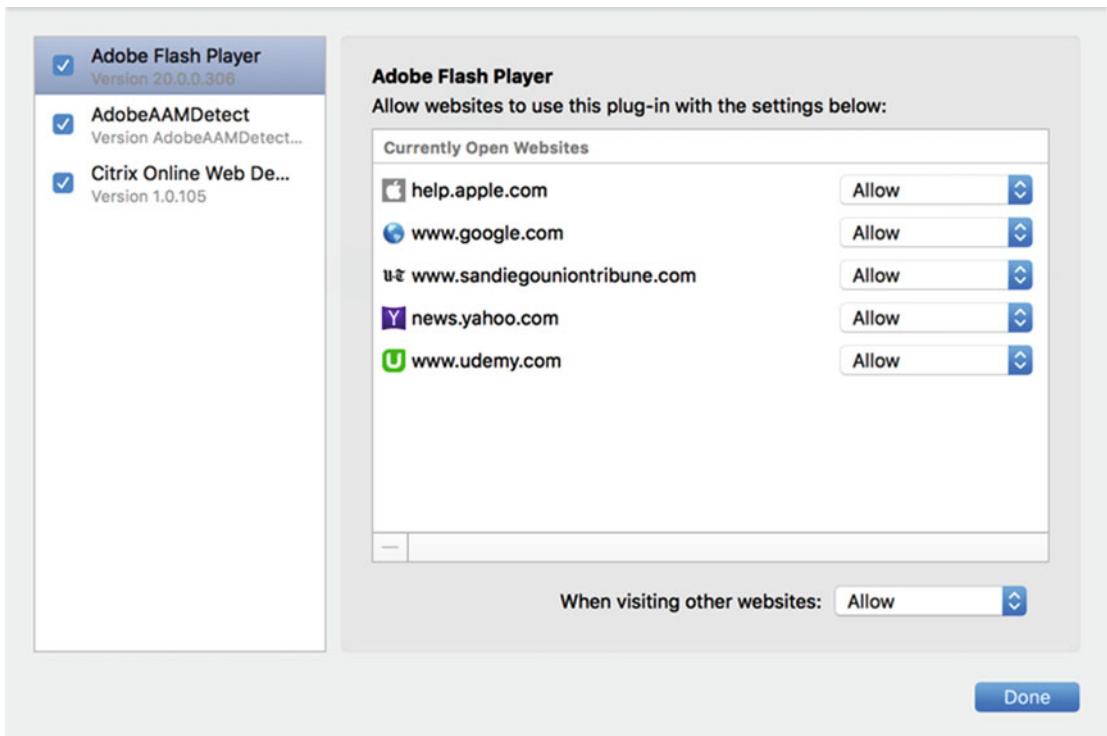 Adobe Flash Player
Version 20.0.0.306
AdobeAAMDetect
Version AdobeAAMDetect...
Citrix Online Web De...
Version 1.0.105
Adobe Flash Player
Allow websites to use this plug-in with the settings below:
Currently Open Websites
help.apple.com Allow
www.google.com Allow
U-T www.sandiegouniontribune.com Allow
Y news.yahoo.com Allow
U www.udemy.com Allow
When visiting other websites: Allow
Done